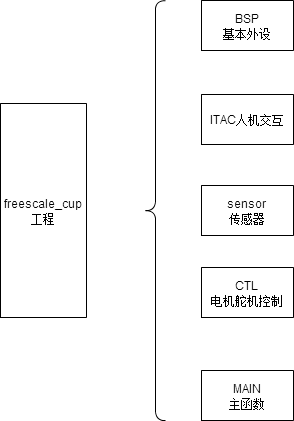 freescale_cup
工程
BSP
基本外设
ITAC人机交互
sensor
传感器
CTL
电机舵机控制
MAIN
主函数